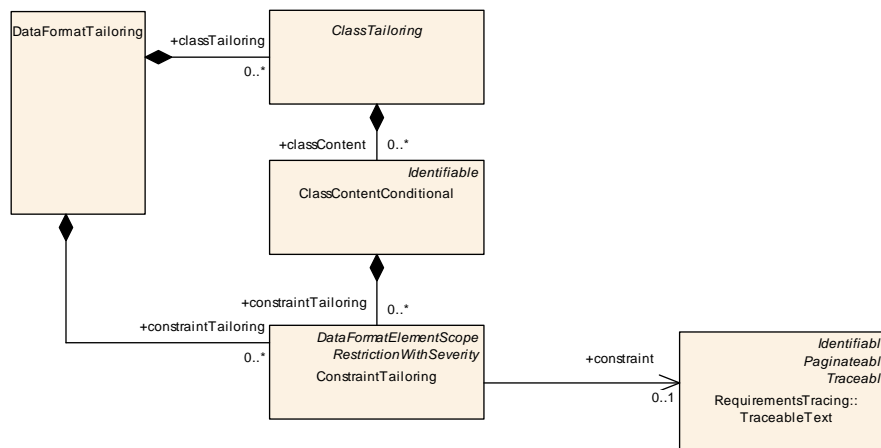 DataFormatTailoring
+classTailoring
0..*
ClassTailoring
+classContent
0..*
Identifiable
ClassContentConditional
+constraintTailoring
0..*
+constraintTailoring
0..*
DataFormatElementScope
RestrictionWithSeverity
ConstraintTailoring
+constraint
0..1
Identifiabl
Paginateabl
Traceabl
RequirementsTracing::
TraceableText